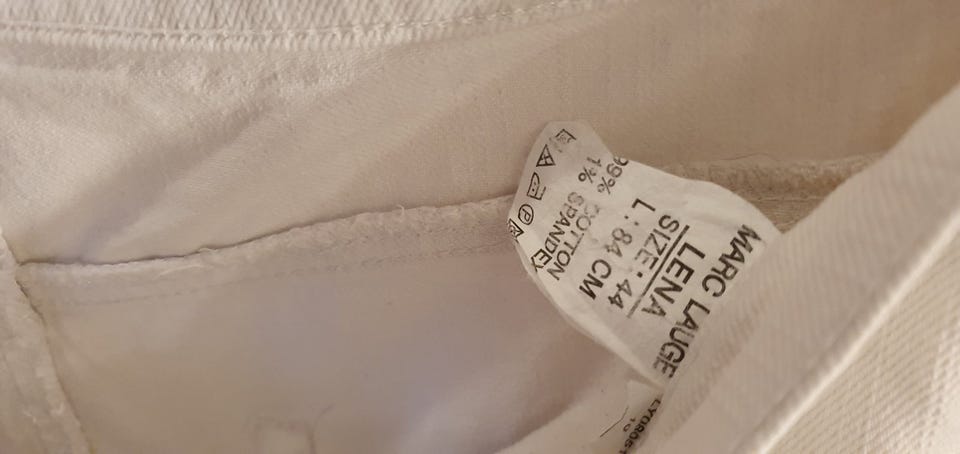 MARC LAUGE
LENA
SIZE: 44
L: 84 CM
99% COTTON
1% SPANDEX
P